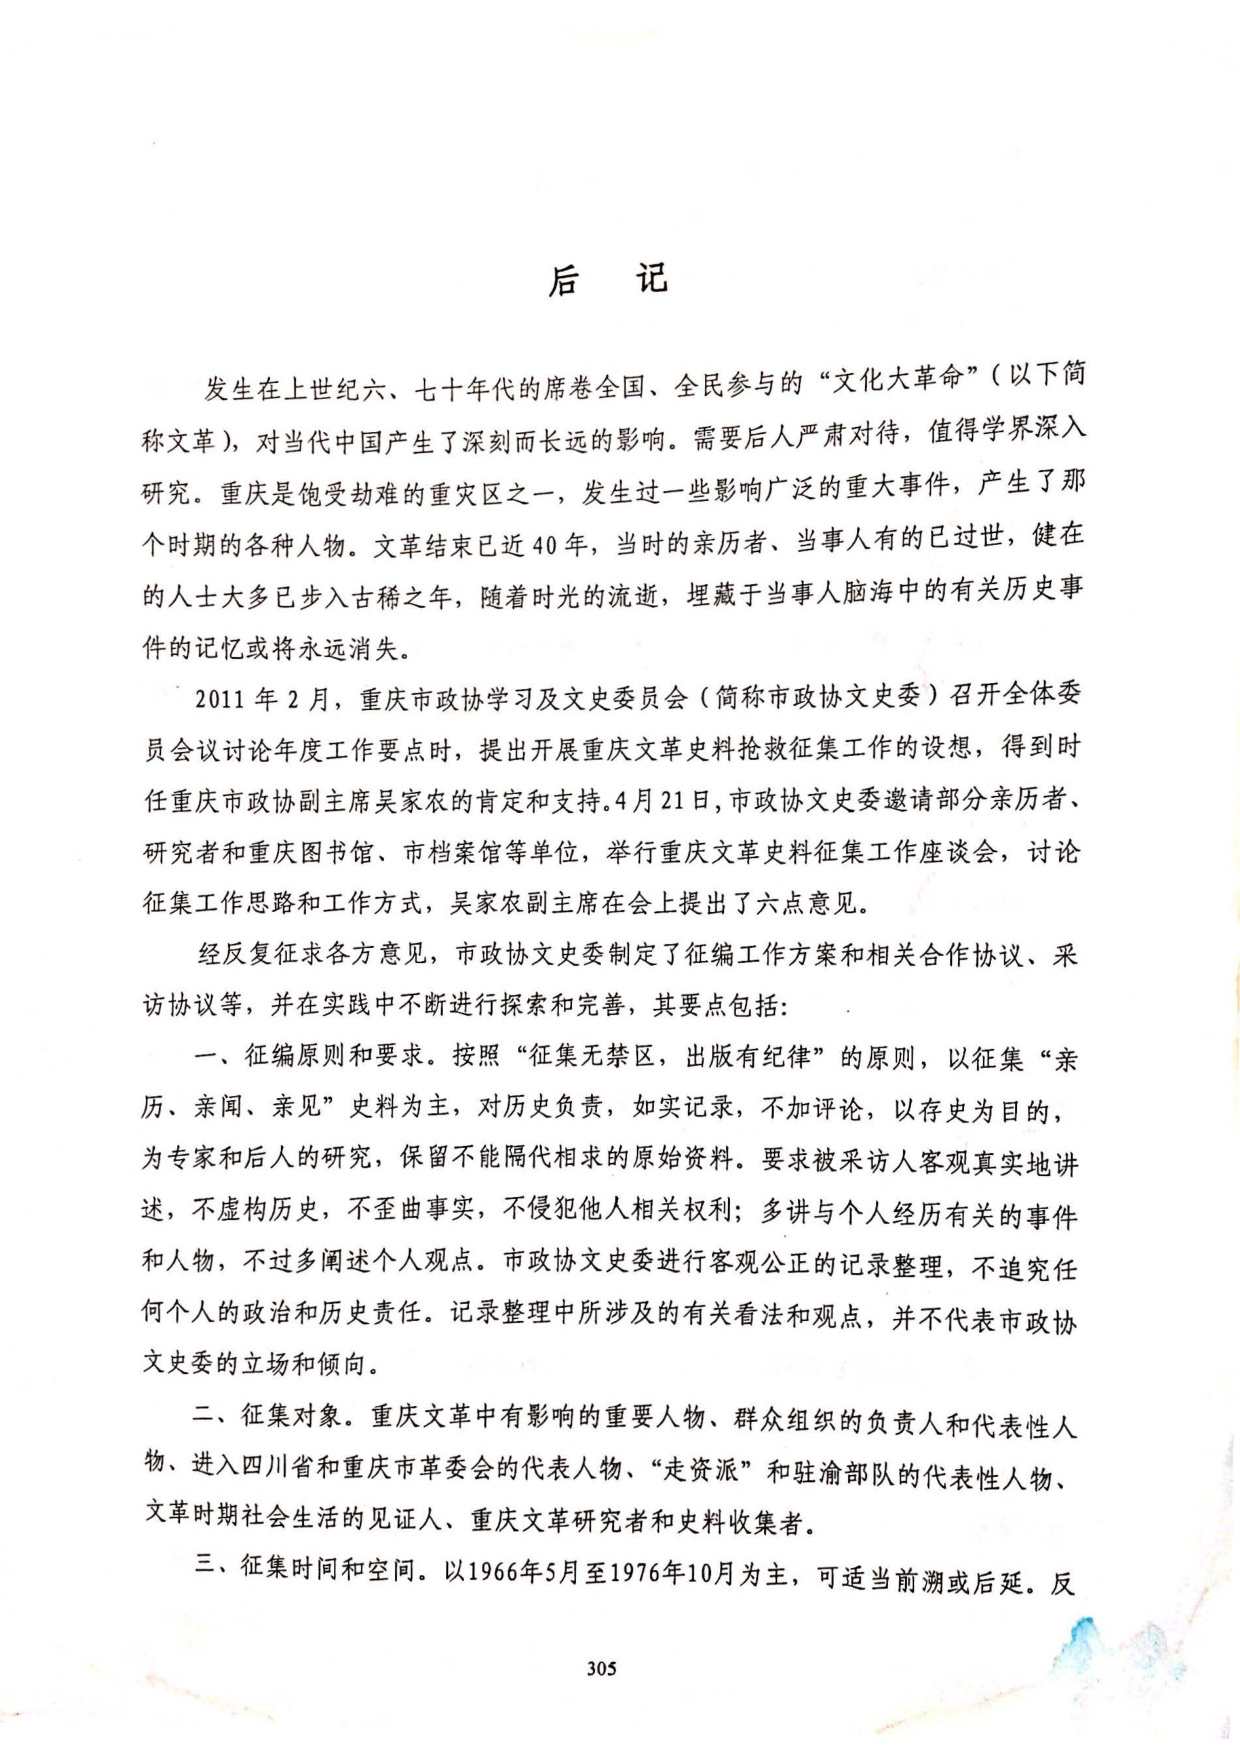 后 记
发生在上世纪六、七十年代的席卷全国、全民参与的“文化大革命”（以下简
称文革），对当代中国产生了深刻而长远的影响。需要后人严肃对待，值得学界深入
研究。重庆是饱受劫难的重灾区之一，发生过一些影响广泛的重大事件，产生了那
个时期的各种人物。文革结束已近40年，当时的亲历者、当事人有的已过世，健在
的人士大多已步入古稀之年，随着时光的流逝，埋藏于当事人脑海中的有关历史事
件的记忆或将永远消失。
2011年2月，重庆市政协学习及文史委员会（简称市政协文史委）召开全体委
员会议讨论年度工作要点时，提出开展重庆文革史料抢救征集工作的设想，得到时
任重庆市政协副主席吴家农的肯定和支持。4月21日，市政协文史委邀请部分亲历者、
研究者和重庆图书馆、市档案馆等单位，举行重庆文革史料征集工作座谈会，讨论
征集工作思路和工作方式，吴家农副主席在会上提出了六点意见。
经反复征求各方意见，市政协文史委制定了征编工作方案和相关合作协议、采
访协议等，并在实践中不断进行探索和完善，其要点包括：
一、征编原则和要求。按照“征集无禁区，出版有纪律”的原则，以征集“亲
历、亲闻、亲见”史料为主，对历史负责，如实记录，不加评论，以存史为目的，
为专家和后人的研究，保留不能隔代相求的原始资料。要求被采访人客观真实地讲
述，不虚构历史，不歪曲事实，不侵犯他人相关权利；多讲与个人经历有关的事件
和人物，不过多阐述个人观点。市政协文史委进行客观公正的记录整理，不追究任
何个人的政治和历史责任。记录整理中所涉及的有关看法和观点，并不代表市政协
文史委的立场和倾向。
二、征集对象。重庆文革中有影响的重要人物、群众组织的负责人和代表性人
物、进入四川省和重庆市革委会的代表人物、“走资派”和驻渝部队的代表性人物、
文革时期社会生活的见证人、重庆文革研究者和史料收集者。
三、征集时间和空间。以1966年5月至1976年10月为主，可适当前溯或后延。反
305